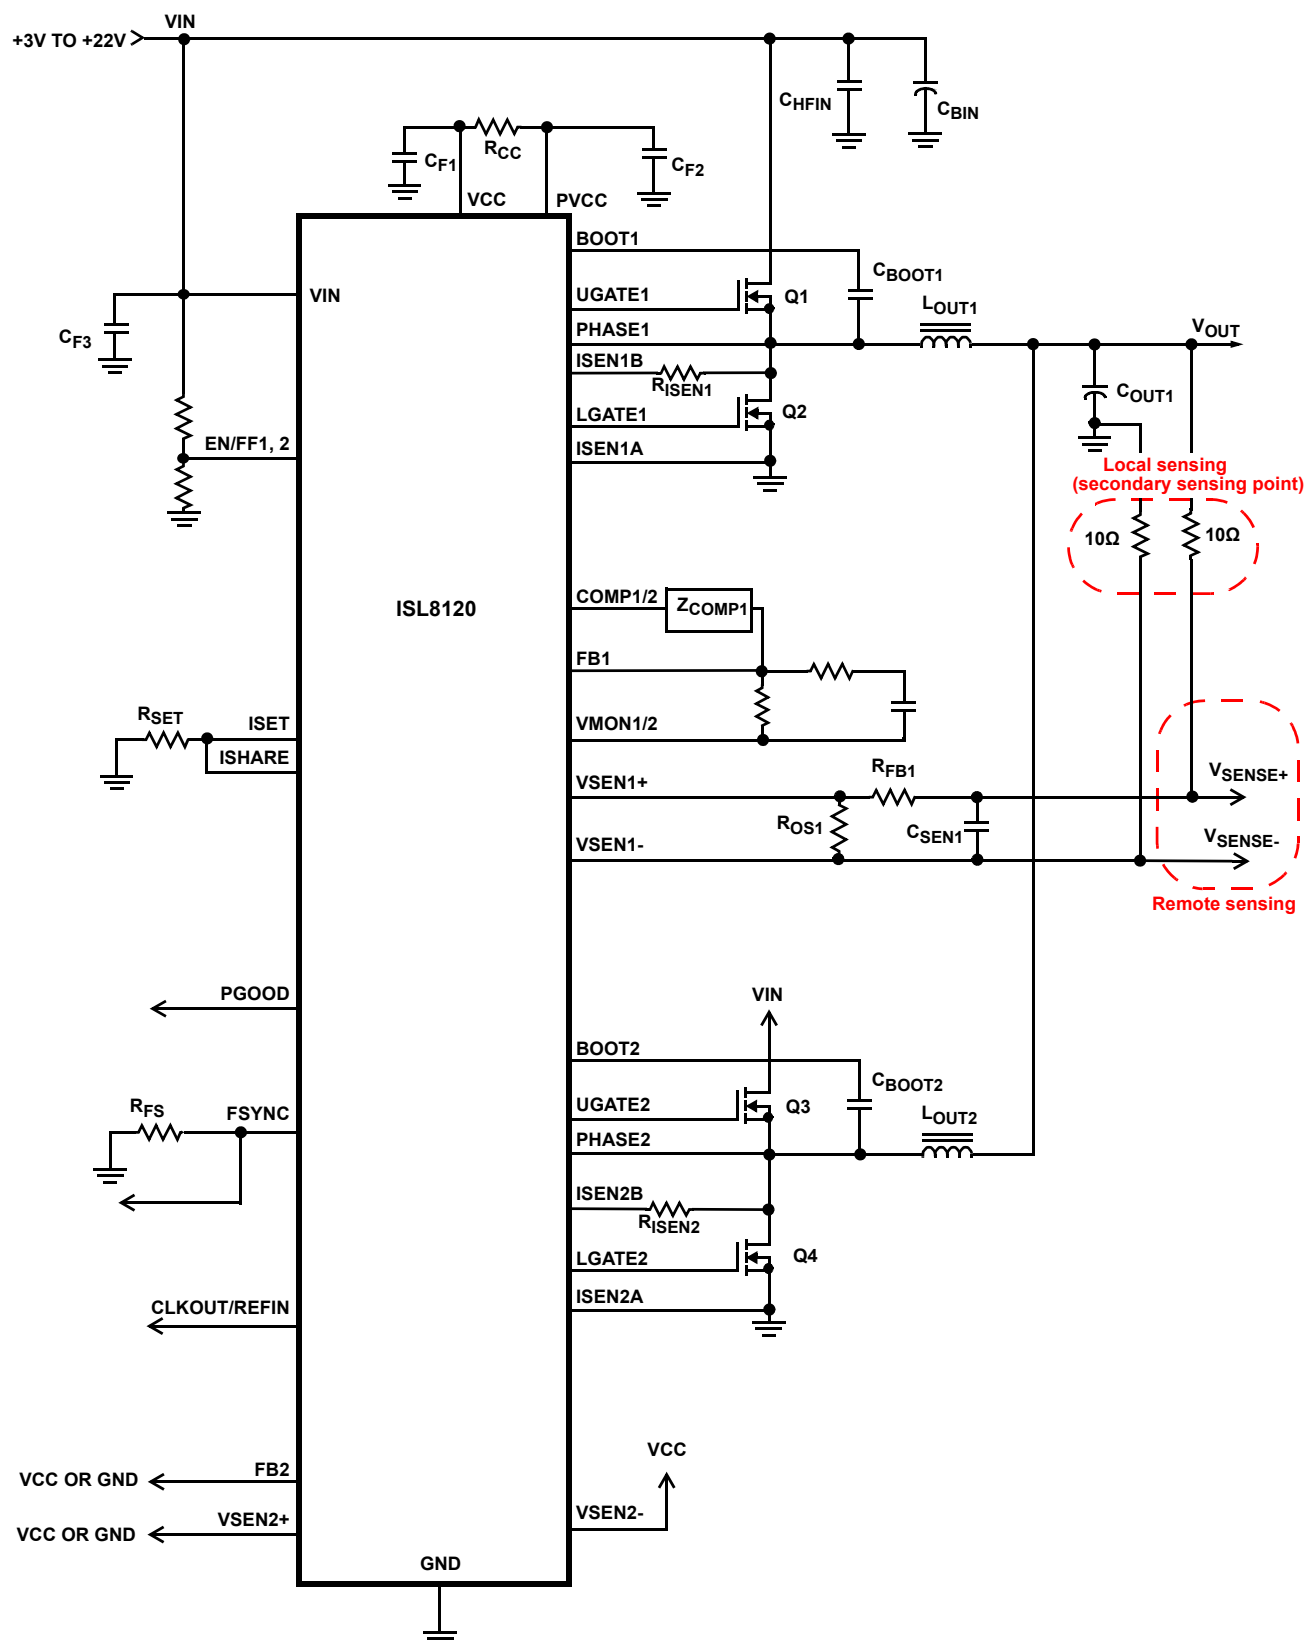 VIN
+3V TO +22V
CHFIN
CBIN
CF1
RCC
CF2
VCC
PVCC
BOOT1
CBOOT1
VIN
UGATE1
Q1
LOUT1
CF3
PHASE1
VOUT
ISEN1B
RISEN1
COUT1
LGATE1
Q2
EN/FF1, 2
ISEN1A
Local sensing
(secondary sensing point)
10Ω
10Ω
ISL8120
COMP1/2
ZCOMP1
FB1
RSET
ISET
VMON1/2
ISHARE
RFB1
VSENSE+
VSEN1+
ROS1
CSEN1
VSEN1-
VSENSE-
Remote sensing
PGOOD
VIN
BOOT2
CBOOT2
RFS
FSYNC
UGATE2
Q3
LOUT2
PHASE2
ISEN2B
RISEN2
LGATE2
Q4
CLKOUT/REFIN
ISEN2A
VCC
FB2
VCC OR GND
VSEN2+
VSEN2-
VCC OR GND
GND